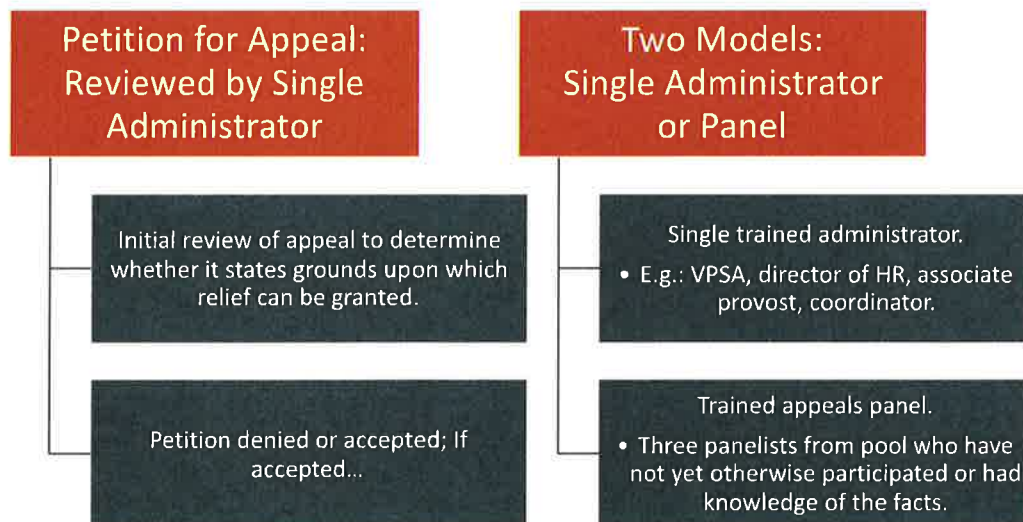 Petition for Appeal:
Reviewed by Single
Administrator
Initial review of appeal to determine
whether it states grounds upon which
relief can be granted.
Petition denied or accepted; If
accepted…
Two Models:
Single Administrator
or Panel
Single trained administrator.
• E.g.: VPSA, director of HR, associate
provost, coordinator.
Trained appeals panel.
• Three panelists from pool who have
not yet otherwise participated or had
knowledge of the facts.